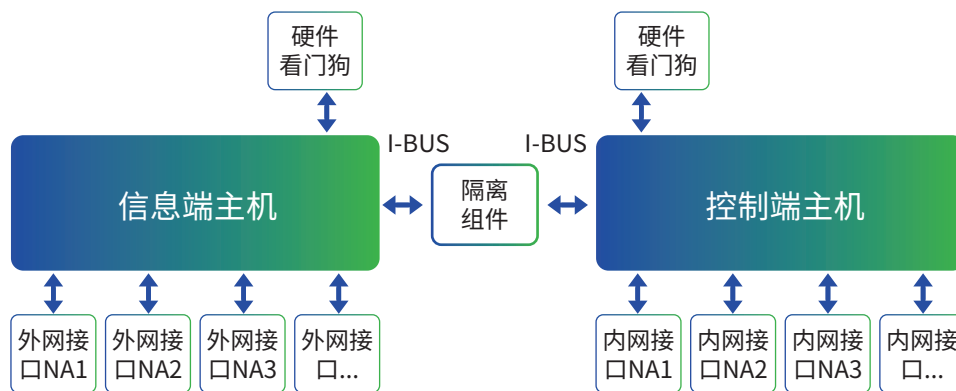 硬件
看门狗
硬件
看门狗
I-BUS
I-BUS
信息端主机
隔离
组件
控制端主机
外网接
口NA1
外网接
口NA2
外网接
口NA3
外网接
口...
内网接
口NA1
内网接
口NA2
内网接
口NA3
内网接
口...